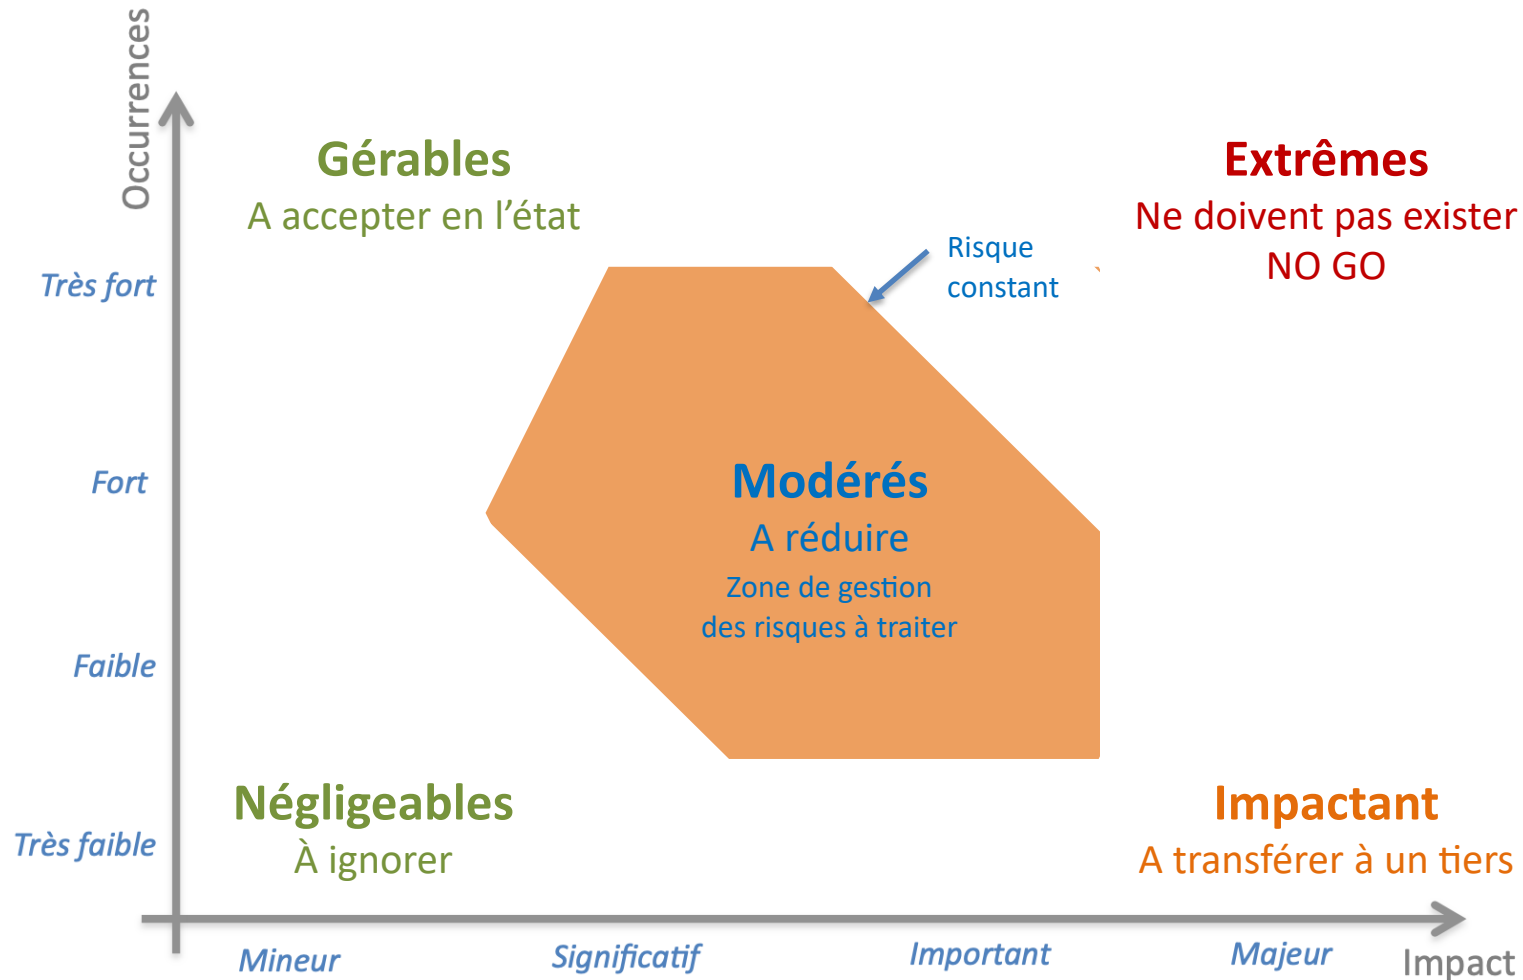 Occurrences
Gérables
A accepter en l’état
Extrêmes
Ne doivent pas exister
NO GO
Risque
constant
Très fort
Fort
Modérés
A réduire
Zone de gestion
des risques à traiter
Faible
Négligeables
À ignorer
Impactant
A transférer à un tiers
Très faible
Mineur
Significatif
Important
Majeur
Impact